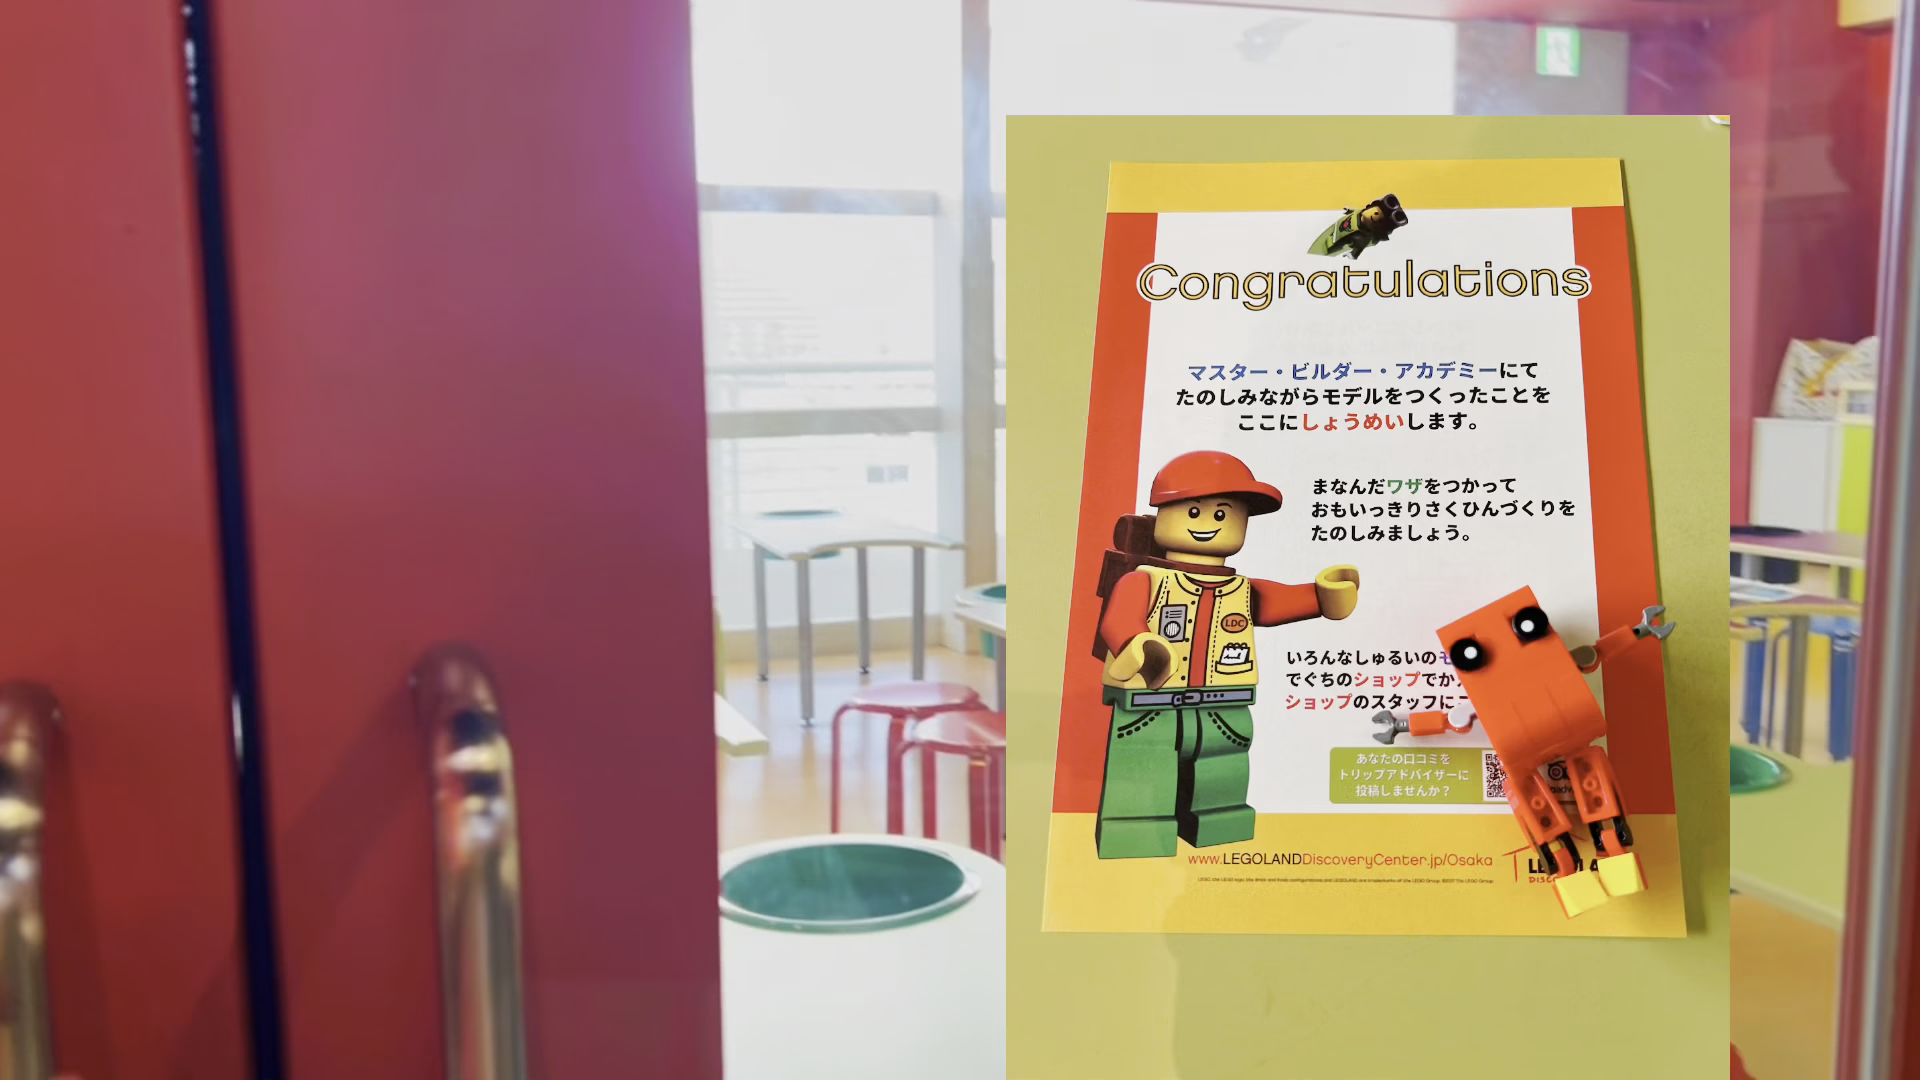 Congratulations
マスター・ビルダー・アカデミーにて
たのしみながらモデルをつくったことを
ここにしょうめいします。
まなんだワザをつかって
おもいっきりさくひんづくりを
たのしみましょう。
LDC
いろんなしゅるいの
でぐちのショップでか
ショップのスタッフに
あなたの口コミを
トリップアドバイザーに
投稿しませんか？
www.LEGOLANDDiscoveryCenter.jp/Osaka